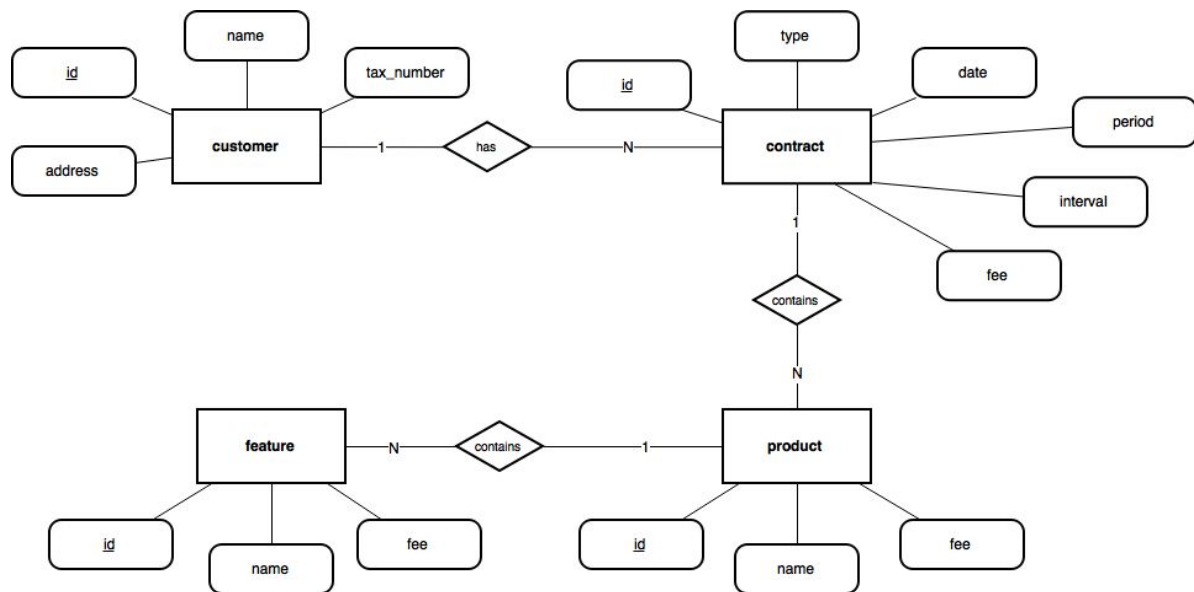 name
type
id
tax_number
id
date
period
customer
1
has
N
contract
address
interval
1
fee
contains
N
feature
N
contains
1
product
id
name
fee
id
name
fee